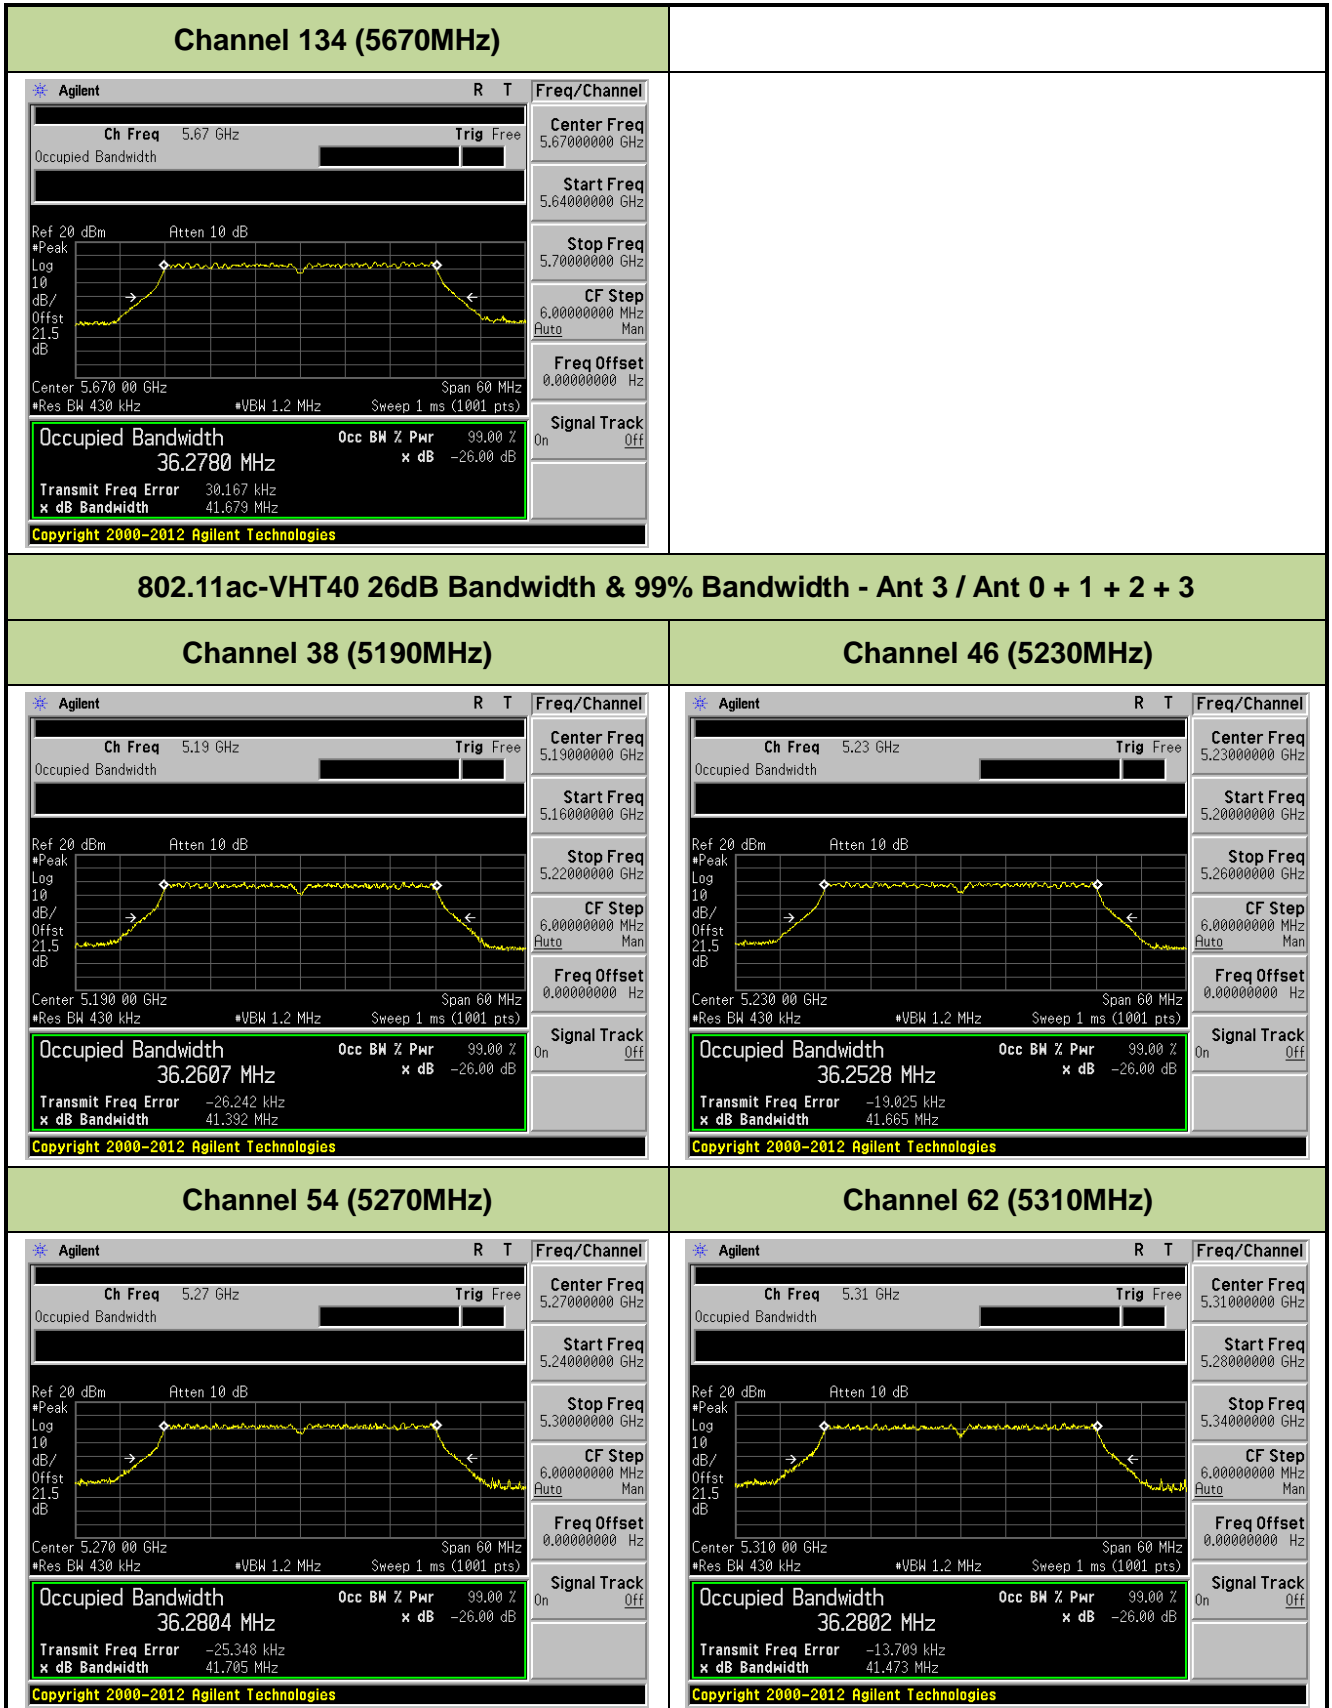 Channel 134 (5670MHz)
Agilent R T Freq/Channel
Ch Freq 5.67 GHz Trig Free
Occupied Bandwidth
Center Freq
5.67000000 GHz
Start Freq
5.64000000 GHz
Stop Freq
5.70000000 GHz
CF Step
6.00000000 MHz
Auto Man
Freq Offset
0.00000000 Hz
Signal Track
On Off
Ref 20 dBm Atten 10 dB
#Peak
Log
10
dB/
Offst
21.5
dB
Center 5.670 00 GHz Span 60 MHz
#Res BW 430 kHz #VBW 1.2 MHz Sweep 1 ms (1001 pts)
Occupied Bandwidth Occ BW % Pwr 99.00 %
36.2780 MHz x dB -26.00 dB
Transmit Freq Error 30.167 kHz
x dB Bandwidth 41.679 MHz
Copyright 2000-2012 Agilent Technologies
802.11ac-VHT40 26dB Bandwidth & 99% Bandwidth - Ant 3 / Ant 0 + 1 + 2 + 3
Channel 38 (5190MHz)
Agilent R T Freq/Channel
Ch Freq 5.19 GHz Trig Free
Occupied Bandwidth
Center Freq
5.19000000 GHz
Start Freq
5.16000000 GHz
Stop Freq
5.22000000 GHz
CF Step
6.00000000 MHz
Auto Man
Freq Offset
0.00000000 Hz
Signal Track
On Off
Ref 20 dBm Atten 10 dB
#Peak
Log
10
dB/
Offst
21.5
dB
Center 5.190 00 GHz Span 60 MHz
#Res BW 430 kHz #VBW 1.2 MHz Sweep 1 ms (1001 pts)
Occupied Bandwidth Occ BW % Pwr 99.00 %
36.2607 MHz x dB -26.00 dB
Transmit Freq Error -26.242 kHz
x dB Bandwidth 41.392 MHz
Copyright 2000-2012 Agilent Technologies
Channel 46 (5230MHz)
Agilent R T Freq/Channel
Ch Freq 5.23 GHz Trig Free
Occupied Bandwidth
Center Freq
5.23000000 GHz
Start Freq
5.20000000 GHz
Stop Freq
5.26000000 GHz
CF Step
6.00000000 MHz
Auto Man
Freq Offset
0.00000000 Hz
Signal Track
On Off
Ref 20 dBm Atten 10 dB
#Peak
Log
10
dB/
Offst
21.5
dB
Center 5.230 00 GHz Span 60 MHz
#Res BW 430 kHz #VBW 1.2 MHz Sweep 1 ms (1001 pts)
Occupied Bandwidth Occ BW % Pwr 99.00 %
36.2528 MHz x dB -26.00 dB
Transmit Freq Error -19.025 kHz
x dB Bandwidth 41.665 MHz
Copyright 2000-2012 Agilent Technologies
Channel 54 (5270MHz)
Agilent R T Freq/Channel
Ch Freq 5.27 GHz Trig Free
Occupied Bandwidth
Center Freq
5.27000000 GHz
Start Freq
5.24000000 GHz
Stop Freq
5.30000000 GHz
CF Step
6.00000000 MHz
Auto Man
Freq Offset
0.00000000 Hz
Signal Track
On Off
Ref 20 dBm Atten 10 dB
#Peak
Log
10
dB/
Offst
21.5
dB
Center 5.270 00 GHz Span 60 MHz
#Res BW 430 kHz #VBW 1.2 MHz Sweep 1 ms (1001 pts)
Occupied Bandwidth Occ BW % Pwr 99.00 %
36.2804 MHz x dB -26.00 dB
Transmit Freq Error -25.348 kHz
x dB Bandwidth 41.705 MHz
Copyright 2000-2012 Agilent Technologies
Channel 62 (5310MHz)
Agilent R T Freq/Channel
Ch Freq 5.31 GHz Trig Free
Occupied Bandwidth
Center Freq
5.31000000 GHz
Start Freq
5.28000000 GHz
Stop Freq
5.34000000 GHz
CF Step
6.00000000 MHz
Auto Man
Freq Offset
0.00000000 Hz
Signal Track
On Off
Ref 20 dBm Atten 10 dB
#Peak
Log
10
dB/
Offst
21.5
dB
Center 5.310 00 GHz Span 60 MHz
#Res BW 430 kHz #VBW 1.2 MHz Sweep 1 ms (1001 pts)
Occupied Bandwidth Occ BW % Pwr 99.00 %
36.2802 MHz x dB -26.00 dB
Transmit Freq Error -13.709 kHz
x dB Bandwidth 41.473 MHz
Copyright 2000-2012 Agilent Technologies